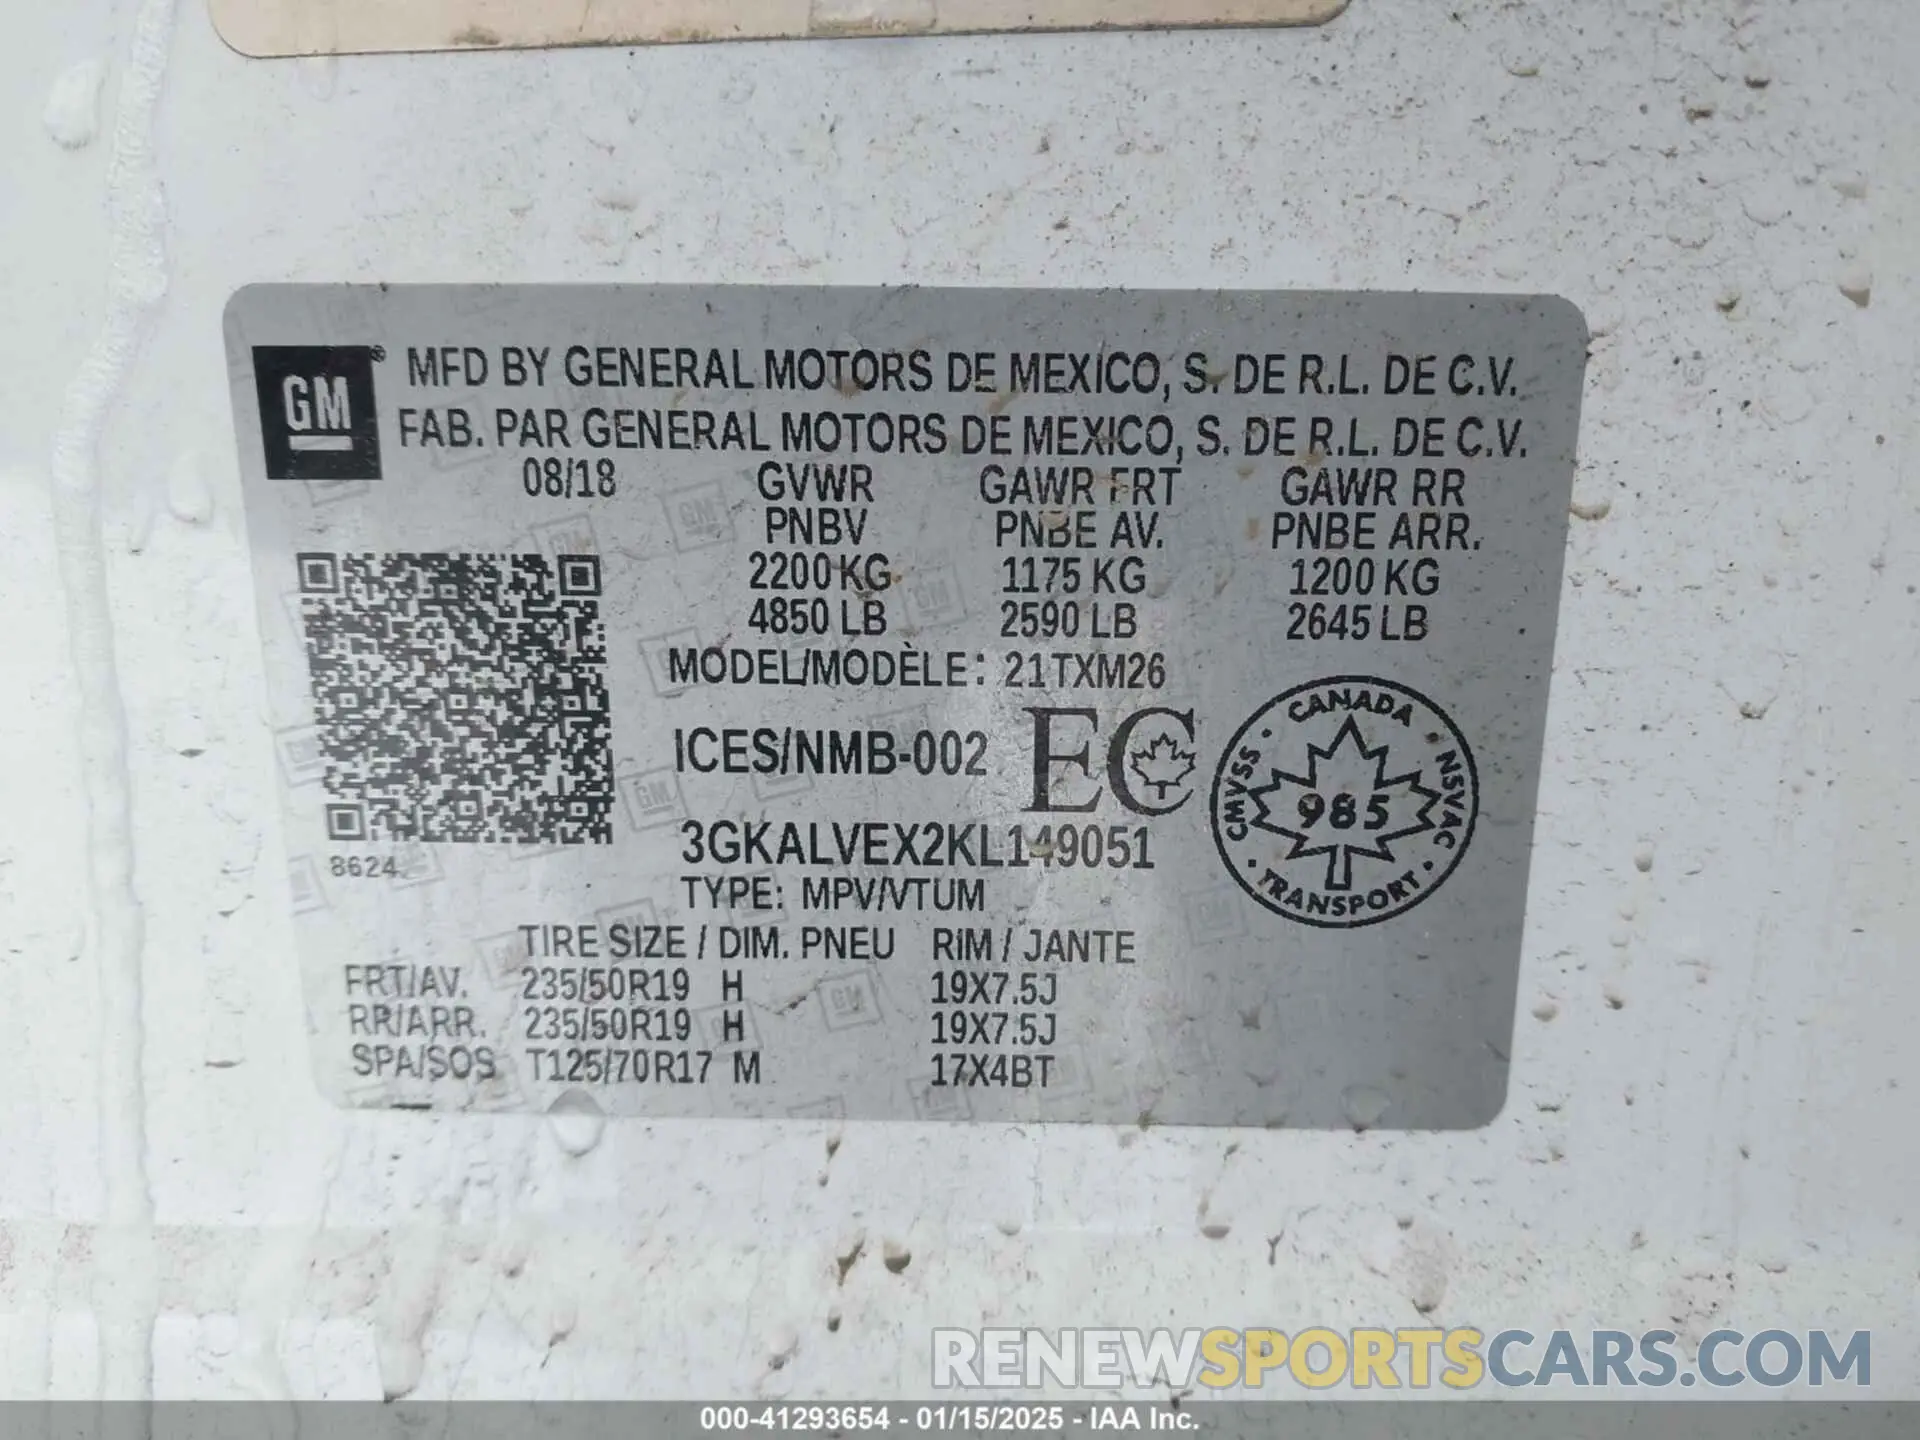 GM ® MFD BY GENERAL MOTORS DE MEXICO, S. DE R.L. DE C.V.
FAB. PAR GENERAL MOTORS DE MEXICO, S. DE R.L. DE C.V.
08/18 GVWR GAWR FRT GAWR RR
PNBV PNBE AV. PNBE ARR.
2200 KG 1175 KG 1200 KG
4850 LB 2590 LB 2645 LB
MODEL/MODÈLE: 21TXM26
ICES/NMB-002 EC
CANADA · NSVAC · TRANSPORT · CMVSS ·
985
3GKALVEX2KL149051
8624
TYPE: MPV/VTUM
TIRE SIZE / DIM. PNEU RIM / JANTE
FRT/AV. 235/50R19 H 19X7.5J
RR/ARR. 235/50R19 H 19X7.5J
SPA/SOS T125/70R17 M 17X4BT
RENEWSPORTSCARS.COM
000-41293654 - 01/15/2025 - IAA Inc.